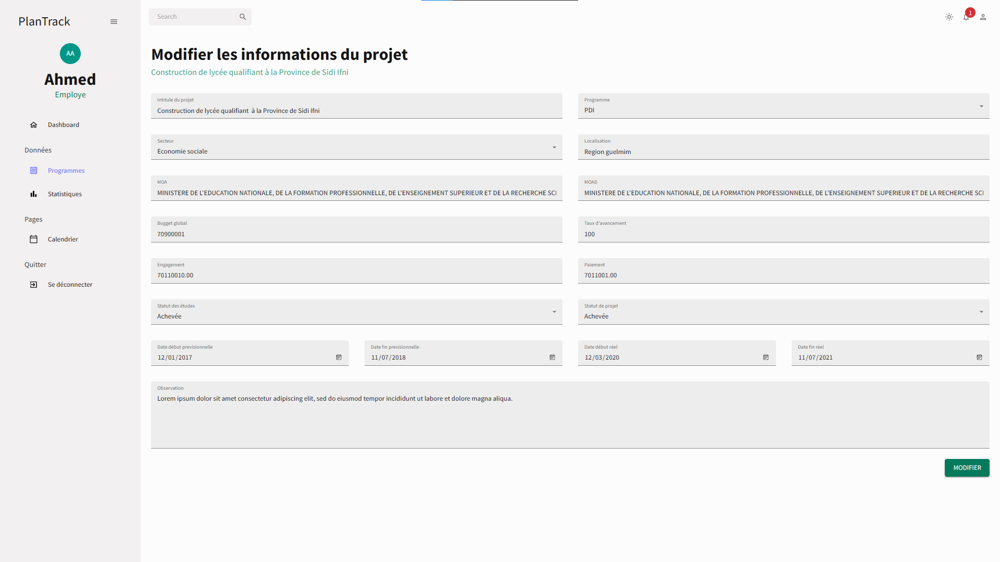 PlanTrack
AA
Ahmed
Employe
Dashboard
Données
Programmes
Statistiques
Pages
Calendrier
Quitter
Se déconnecter
Search
1
Modifier les informations du projet
Construction de lycée qualifiant à la Province de Sidi Ifni
Intitule du projet
Construction de lycée qualifiant  à la Province de Sidi Ifni
Programme
PDI
Secteur
Economie sociale
Localisation
Region guelmim
MOA
MINISTERE DE L'EDUCATION NATIONALE, DE LA FORMATION PROFESSIONNELLE, DE L'ENSEIGNEMENT SUPERIEUR ET DE LA RECHERCHE SCI
MOAD
MINISTERE DE L'EDUCATION NATIONALE, DE LA FORMATION PROFESSIONNELLE, DE L'ENSEIGNEMENT SUPERIEUR ET DE LA RECHERCHE SCI
Bugget global
70900001
Taux d'avancement
100
Engagement
70110010.00
Paiement
7011001.00
Statut des études
Achevée
Statut de projet
Achevée
Date début previsionnelle
12/01/2017
Date fin previsionnelle
11/07/2018
Date début réel
12/03/2020
Date fin réel
11/07/2021
Observation
Lorem ipsum dolor sit amet consectetur adipiscing elit, sed do eiusmod tempor incididunt ut labore et dolore magna aliqua.
MODIFIER